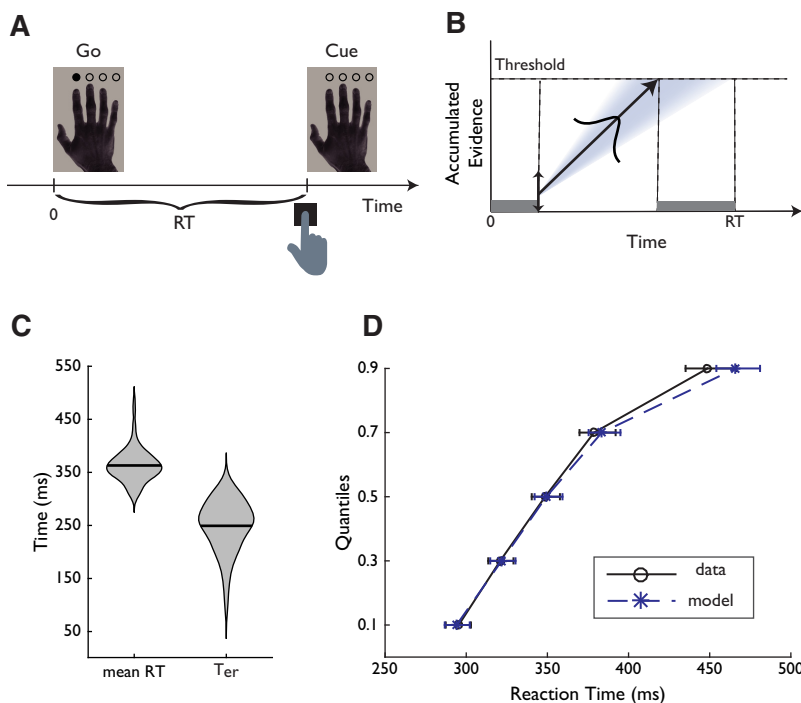 A
Go
Cue
0
RT
Time
B
Threshold
Accumulated
Evidence
0
RT
Time
C
Time (ms)
550
450
350
250
150
50
mean RT
Ter
D
Quantiles
0.9
0.7
0.5
0.3
0.1
data
model
250
300
350
400
450
500
Reaction Time (ms)